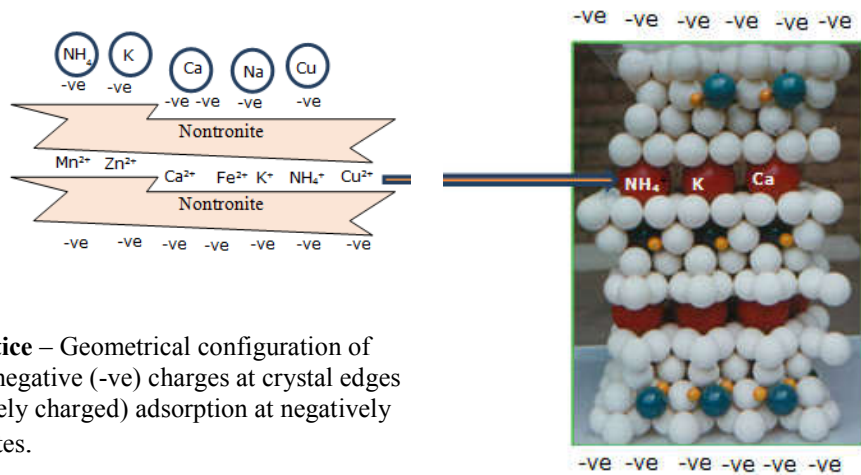 -ve -ve -ve -ve -ve -ve
NH₄ K Ca Na Cu
-ve -ve -ve -ve -ve -ve
Nontronite
Mn²⁺ Zn²⁺ Ca²⁺ Fe²⁺ K⁺ NH₄⁺ Cu²⁺
Nontronite
-ve -ve -ve -ve -ve -ve
NH₄ K Ca
tice – Geometrical configuration of
negative (-ve) charges at crystal edges
ely charged) adsorption at negatively
tes.
-ve -ve -ve -ve -ve -ve